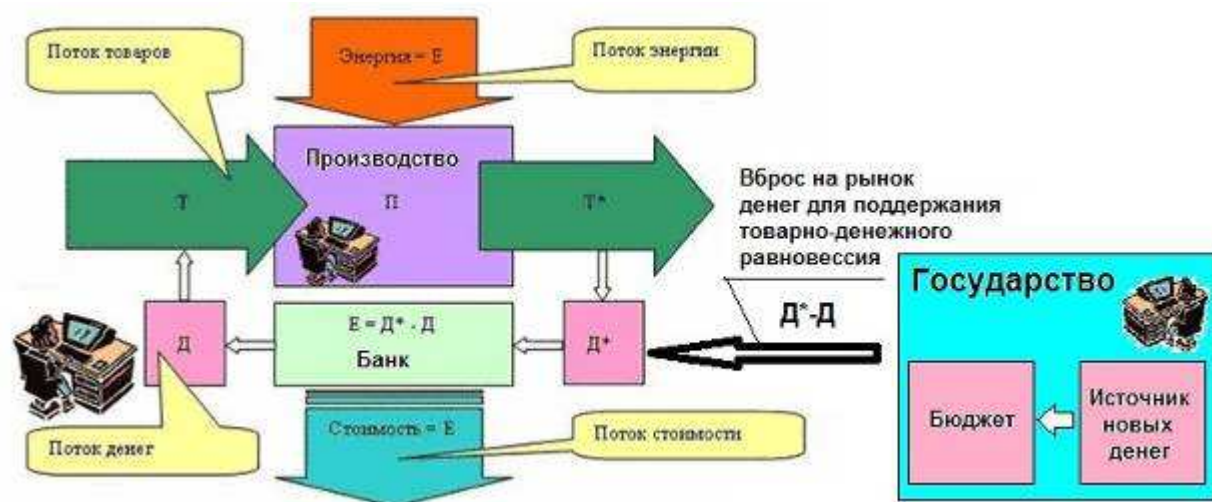 Поток товаров
Энергия = Е
Поток энергии
Производство
Т
П
Т*
Вброс на рынок
денег для поддержания
товарно-денежного
равновессия
Государство
Д*-Д
Д
Е = Д* - Д
Банк
Д*
Бюджет
Источник
новых
денег
Поток денег
Стоимость = Е
Поток стоимости